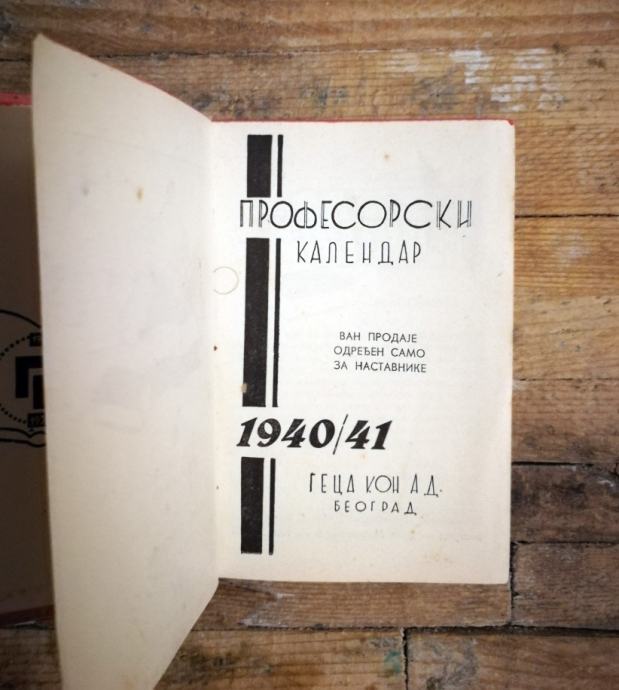 ПРОФЕСОРСКИ
КАЛЕНДАР
ВАН ПРОДАЈЕ
ОДРЕЂЕН САМО
ЗА НАСТАВНИКЕ
1940/41
ГЕЦА КОН А.Д.
БЕОГРАД